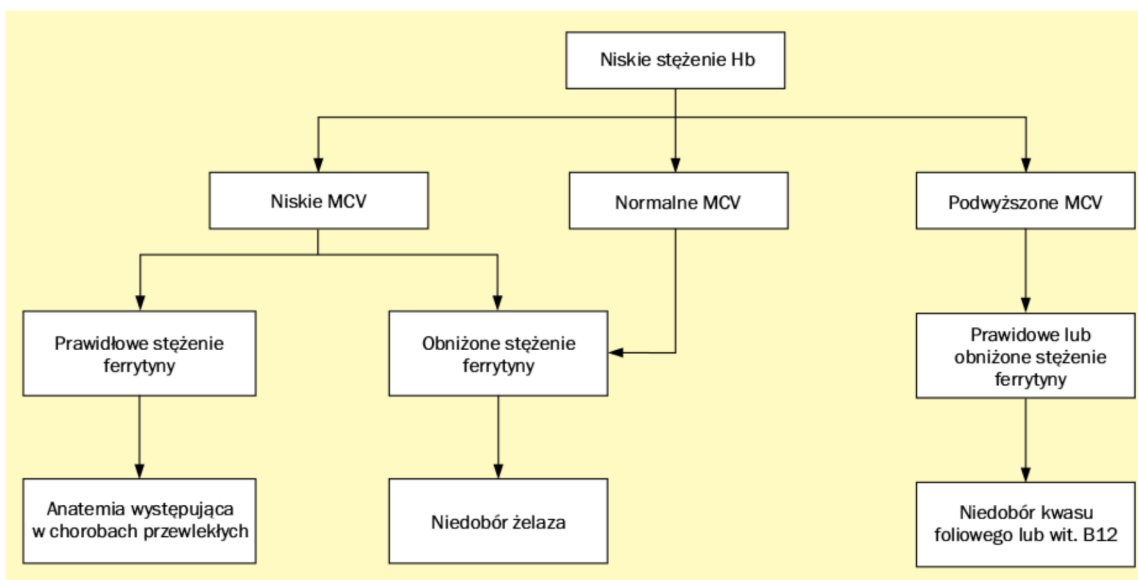 Niskie stężenie Hb
Niskie MCV
Normalne MCV
Podwyższone MCV
Prawidłowe stężenie
ferrytyny
Obniżone stężenie
ferrytyny
Prawidowe lub
obniżone stężenie
ferrytyny
Anatemia występująca
w chorobach przewlekłych
Niedobór żelaza
Niedobór kwasu
foliowego lub wit. B12